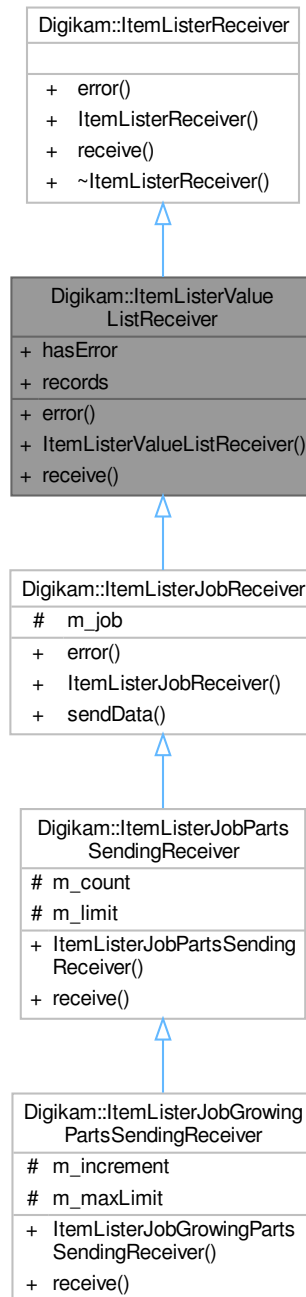 Digikam::ItemListerReceiver
+ error()
+ ItemListerReceiver()
+ receive()
+ ~ItemListerReceiver()
Digikam::ItemListerValue
ListReceiver
+ hasError
+ records
+ error()
+ ItemListerValueListReceiver()
+ receive()
Digikam::ItemListerJobReceiver
# m_job
+ error()
+ ItemListerJobReceiver()
+ sendData()
Digikam::ItemListerJobParts
SendingReceiver
# m_count
# m_limit
+ ItemListerJobPartsSending
Receiver()
+ receive()
Digikam::ItemListerJobGrowing
PartsSendingReceiver
# m_increment
# m_maxLimit
+ ItemListerJobGrowingParts
SendingReceiver()
+ receive()